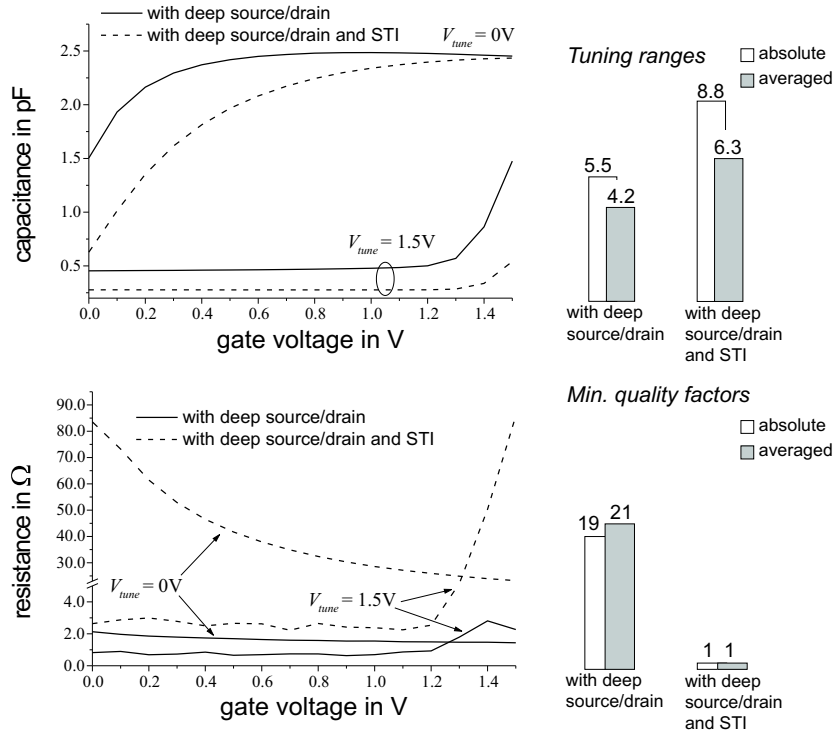 with deep source/drain
with deep source/drain and STI
Vtune = 0V
2.5
2.0
1.5
1.0
0.5
capacitance in pF
Vtune = 1.5V
0.0 0.2 0.4 0.6 0.8 1.0 1.2 1.4
gate voltage in V
Tuning ranges
absolute
averaged
5.5
4.2
8.8
6.3
with deep
source/drain
with deep
source/drain
and STI
90.0
80.0
70.0
60.0
50.0
40.0
30.0
4.0
2.0
0.0
resistance in Ω
with deep source/drain
with deep source/drain and STI
Vtune = 0V
Vtune = 1.5V
0.0 0.2 0.4 0.6 0.8 1.0 1.2 1.4
gate voltage in V
Min. quality factors
absolute
averaged
19
21
1 1
with deep
source/drain
with deep
source/drain
and STI